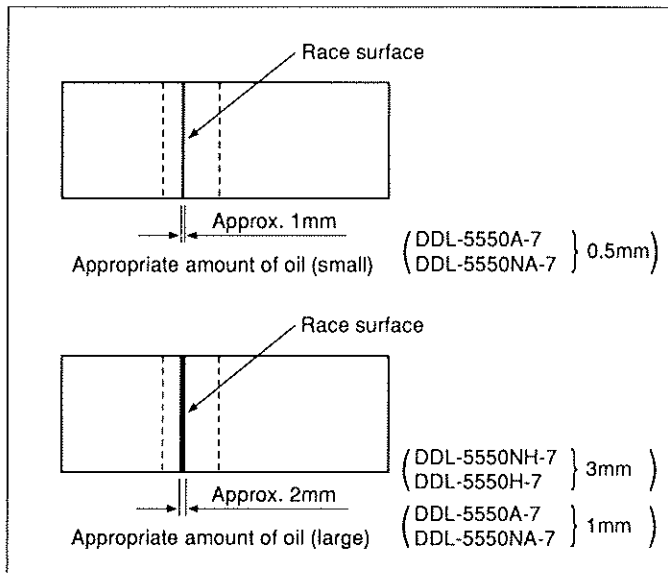 Race surface
Approx. 1mm
Appropriate amount of oil (small)
( DDL-5550A-7
DDL-5550NA-7 } 0.5mm )
Race surface
Approx. 2mm
Appropriate amount of oil (large)
( DDL-5550NH-7
DDL-5550H-7 } 3mm )
( DDL-5550A-7
DDL-5550NA-7 } 1mm )